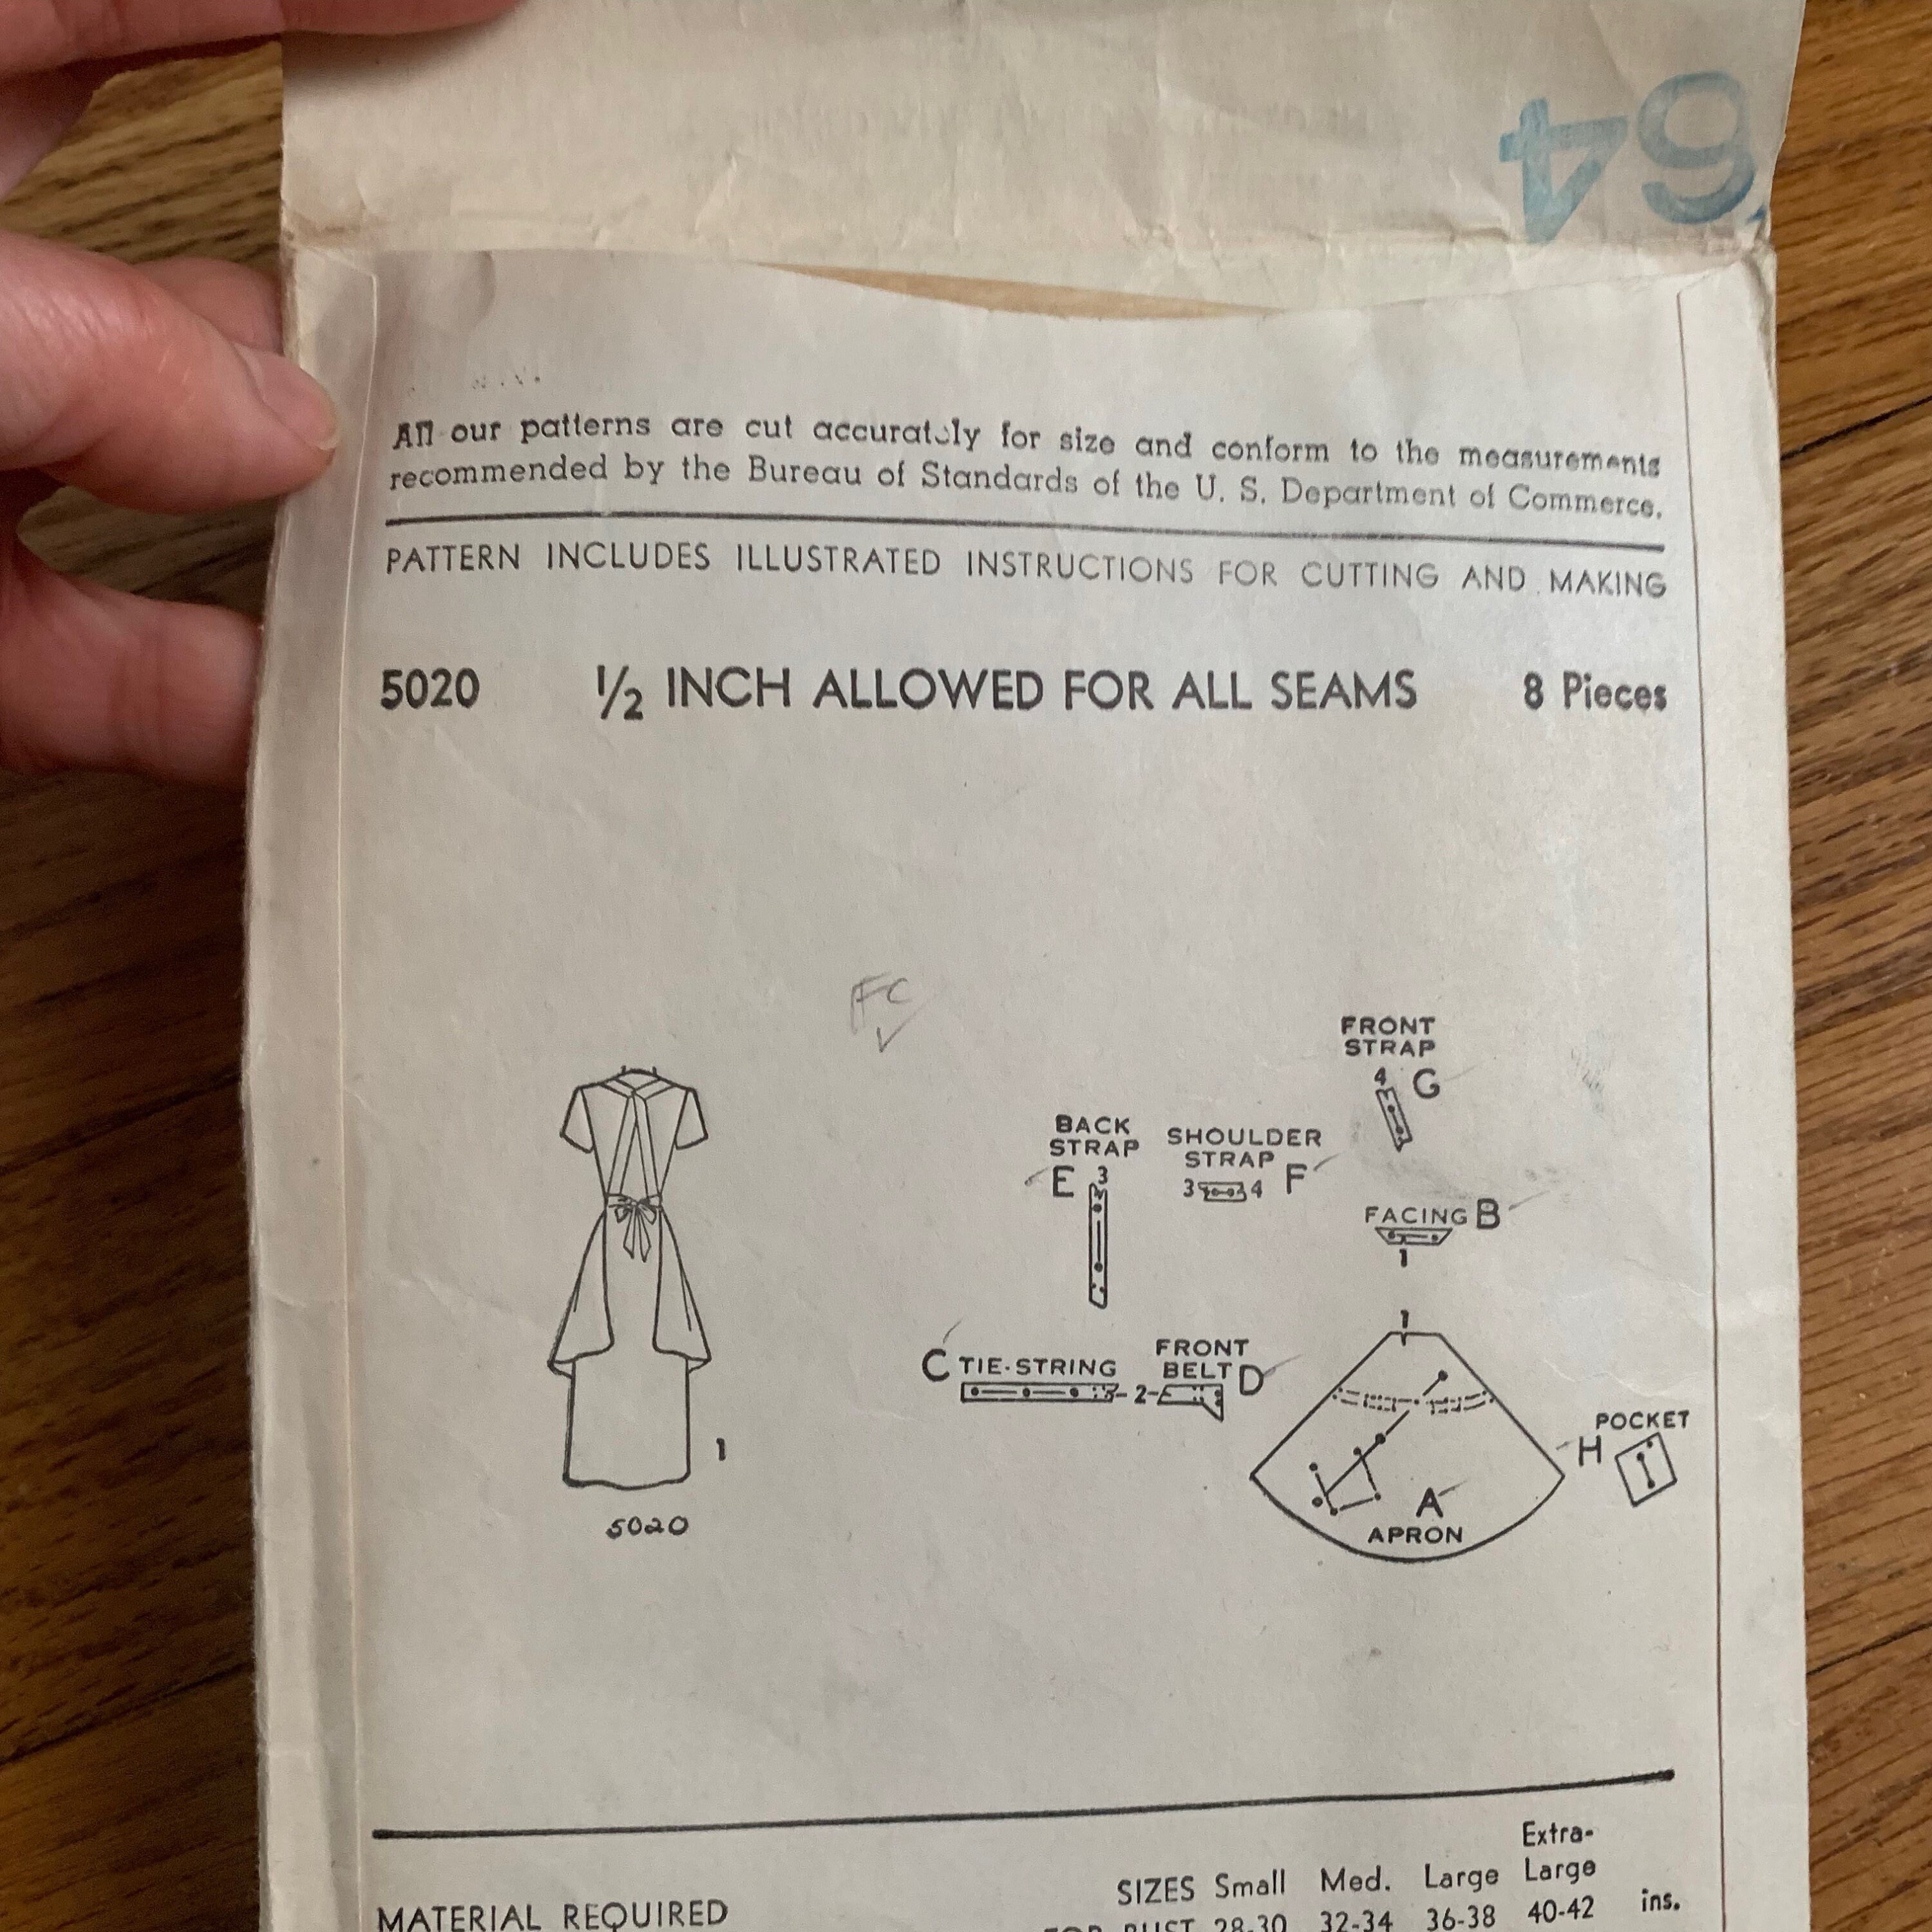 64
All our patterns are cut accurately for size and conform to the measurements
recommended by the Bureau of Standards of the U. S. Department of Commerce.
PATTERN INCLUDES ILLUSTRATED INSTRUCTIONS FOR CUTTING AND MAKING
5020 1/2 INCH ALLOWED FOR ALL SEAMS 8 Pieces
FC
FRONT
STRAP
4 G
BACK
STRAP
E 3
SHOULDER
STRAP F
3 4
FACING B
1
1
C TIE-STRING
2
FRONT
BELT D
A
APRON
POCKET
H
1
5020
MATERIAL REQUIRED
SIZES Small Med. Large Extra-Large
FOR BUST 28-30 32-34 36-38 40-42 ins.